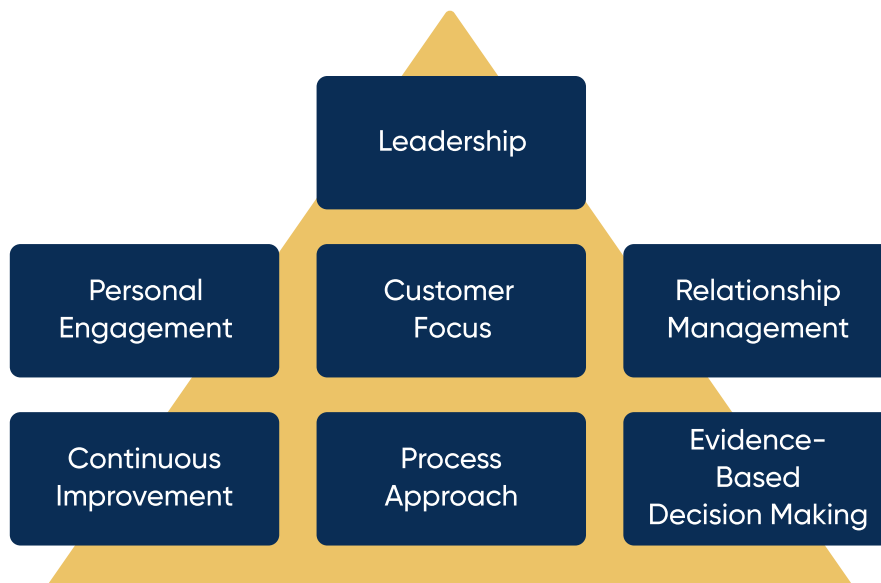 Leadership
Personal
Engagement
Customer
Focus
Relationship
Management
Continuous
Improvement
Process
Approach
Evidence-
Based
Decision Making